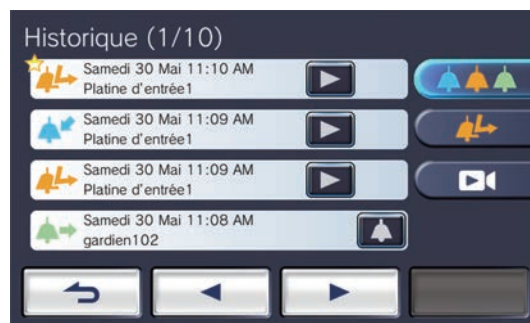 Historique (1/10)
Samedi 30 Mai 11:10 AM
Platine d'entrée1
Samedi 30 Mai 11:09 AM
Platine d'entrée1
Samedi 30 Mai 11:09 AM
Platine d'entrée1
Samedi 30 Mai 11:08 AM
gardien102